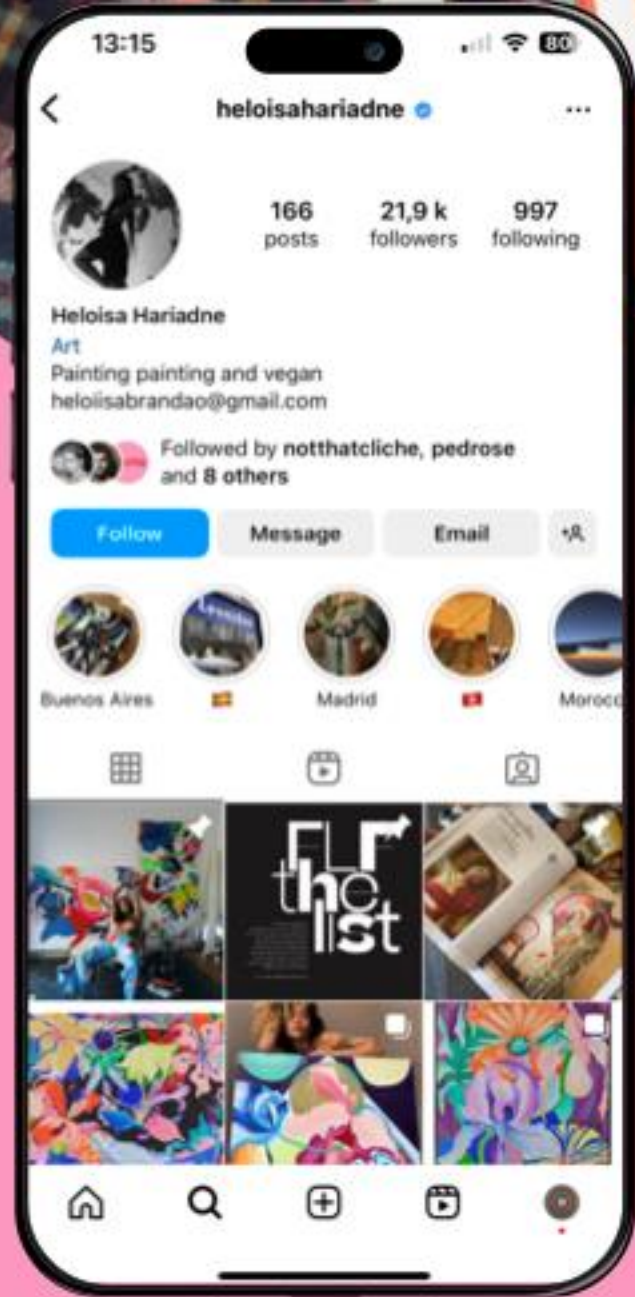 13:15
80
heloisahariadne
166
posts
21,9 k
followers
997
following
Heloisa Hariadne
Art
Painting painting and vegan
heloiisabrandao@gmail.com
Followed by notthatcliche, pedrose
and 8 others
Follow
Message
Email
Buenos Aires
Madrid
Morocc
the
list